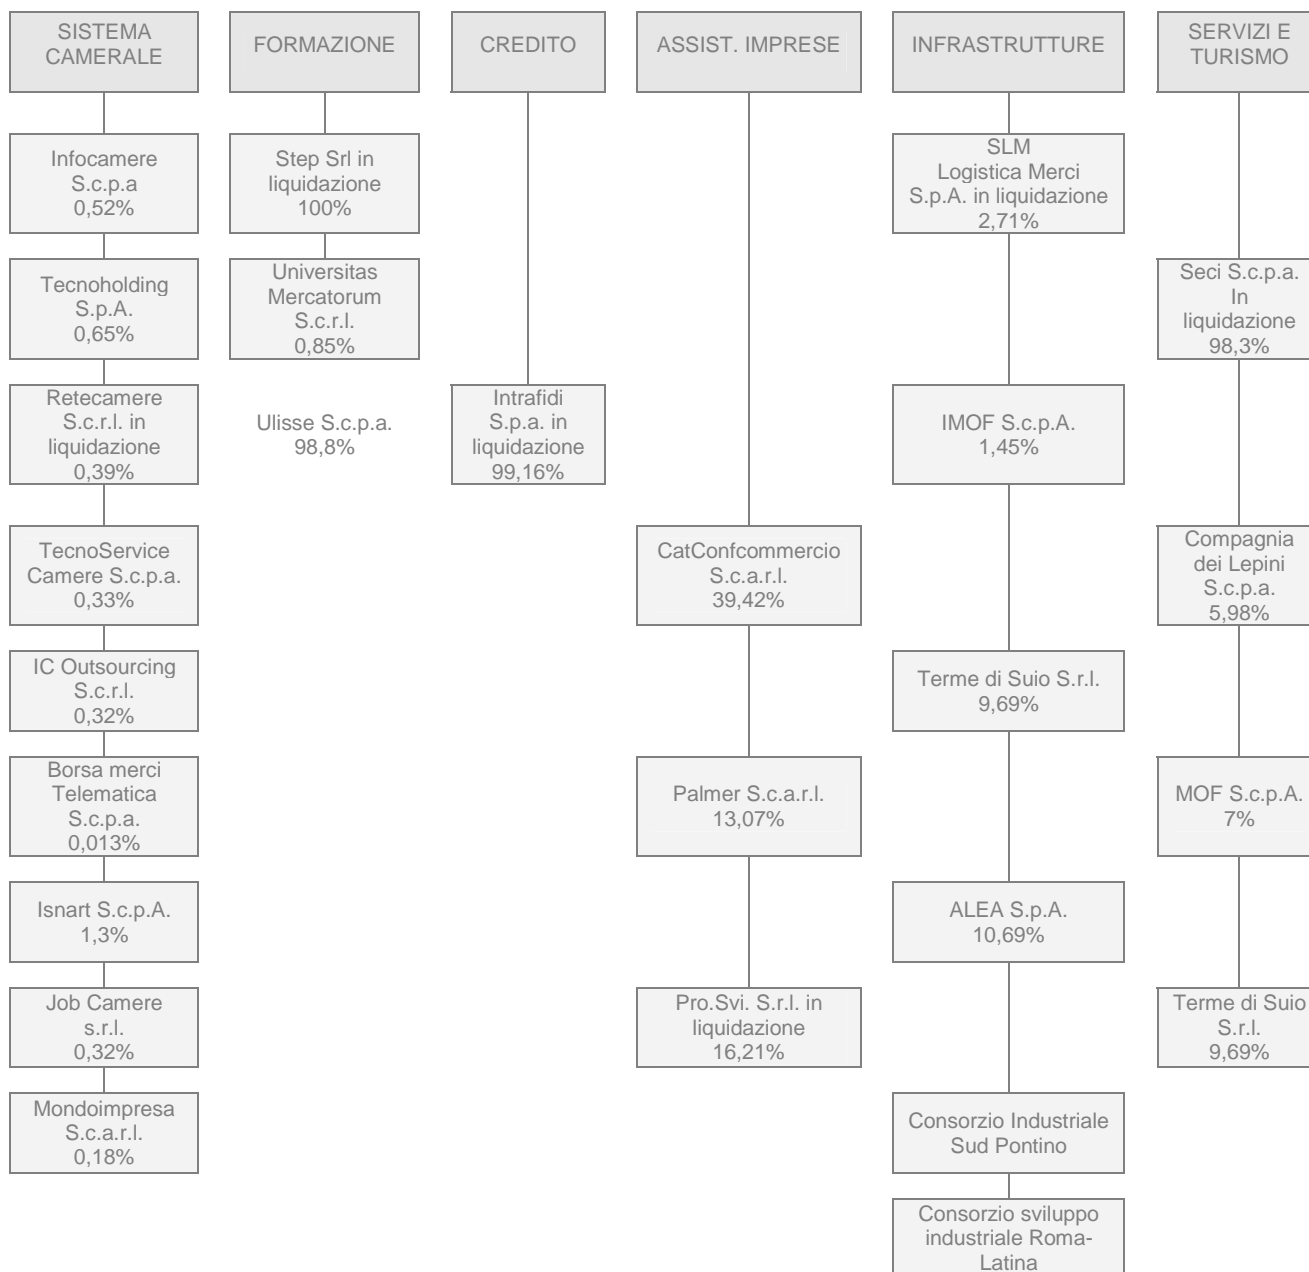 SISTEMA
CAMERALE
FORMAZIONE
CREDITO
ASSIST. IMPRESE
INFRASTRUTTURE
SERVIZI E
TURISMO
Infocamere
S.c.p.a
0,52%
Step Srl in
liquidazione
100%
SLM
Logistica Merci
S.p.A. in liquidazione
2,71%
Tecnoholding
S.p.A.
0,65%
Universitas
Mercatorum
S.c.r.l.
0,85%
Seci S.c.p.a.
In
liquidazione
98,3%
Retecamere
S.c.r.l. in
liquidazione
0,39%
Ulisse S.c.p.a.
98,8%
Intrafidi
S.p.a. in
liquidazione
99,16%
IMOF S.c.p.A.
1,45%
TecnoService
Camere S.c.p.a.
0,33%
CatConfcommercio
S.c.a.r.l.
39,42%
Compagnia
dei Lepini
S.c.p.a.
5,98%
IC Outsourcing
S.c.r.l.
0,32%
Terme di Suio S.r.l.
9,69%
Borsa merci
Telematica
S.c.p.a.
0,013%
Palmer S.c.a.r.l.
13,07%
MOF S.c.p.A.
7%
Isnart S.c.p.A.
1,3%
ALEA S.p.A.
10,69%
Job Camere
s.r.l.
0,32%
Pro.Svi. S.r.l. in
liquidazione
16,21%
Terme di Suio
S.r.l.
9,69%
Mondoimpresa
S.c.a.r.l.
0,18%
Consorzio Industriale
Sud Pontino
Consorzio sviluppo
industriale Roma-
Latina